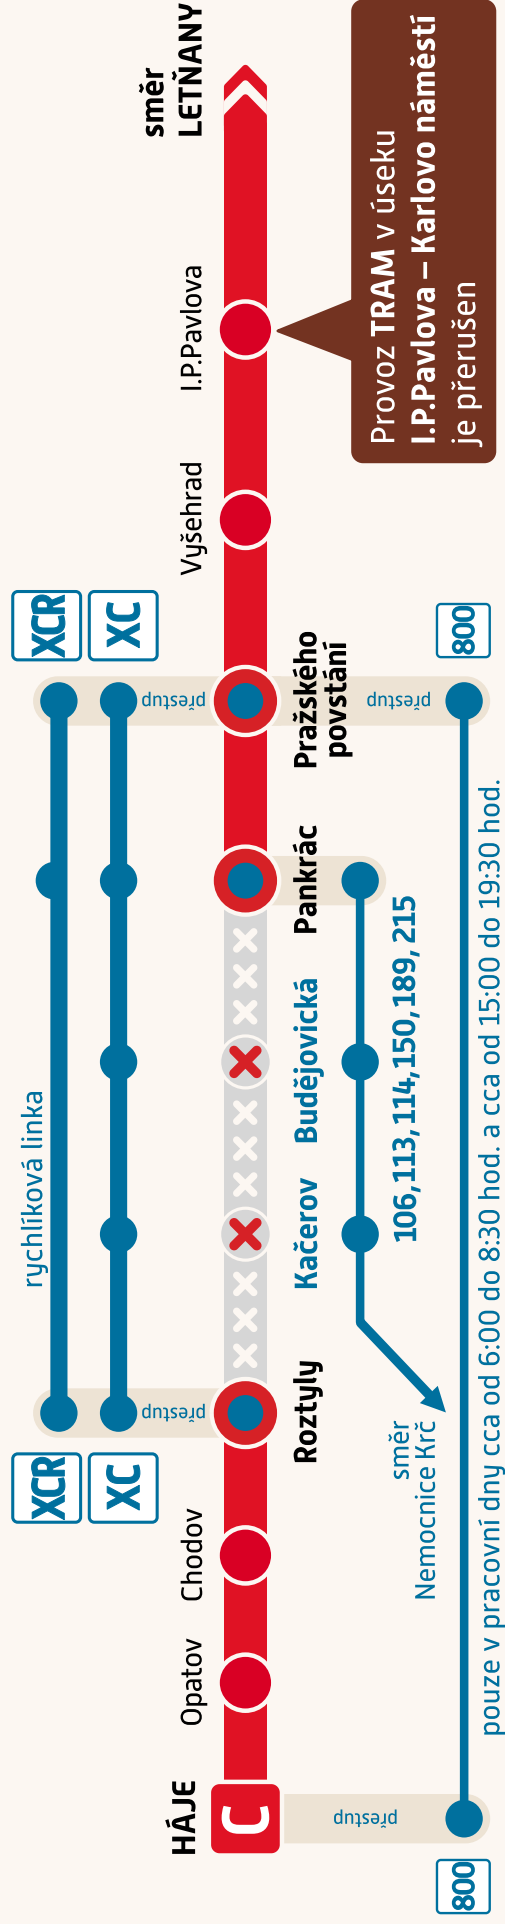 XCR
rychlíková linka
XCR
XC
XC
přestup
přestup
HÁJE
Opatov
Chodov
Vyšehrad
I.P.Pavlova
směr
LETŇANY
C
Roztyly
Kačerov
Budějovická
Pankrác
Pražského
povstání
přestup
přestup
směr
Nemocnice Krč
106,113,114,150,189,215
Provoz TRAM v úseku
I.P.Pavlova – Karlovo náměstí
je přerušen
800
800
pouze v pracovní dny cca od 6:00 do 8:30 hod. a cca od 15:00 do 19:30 hod.